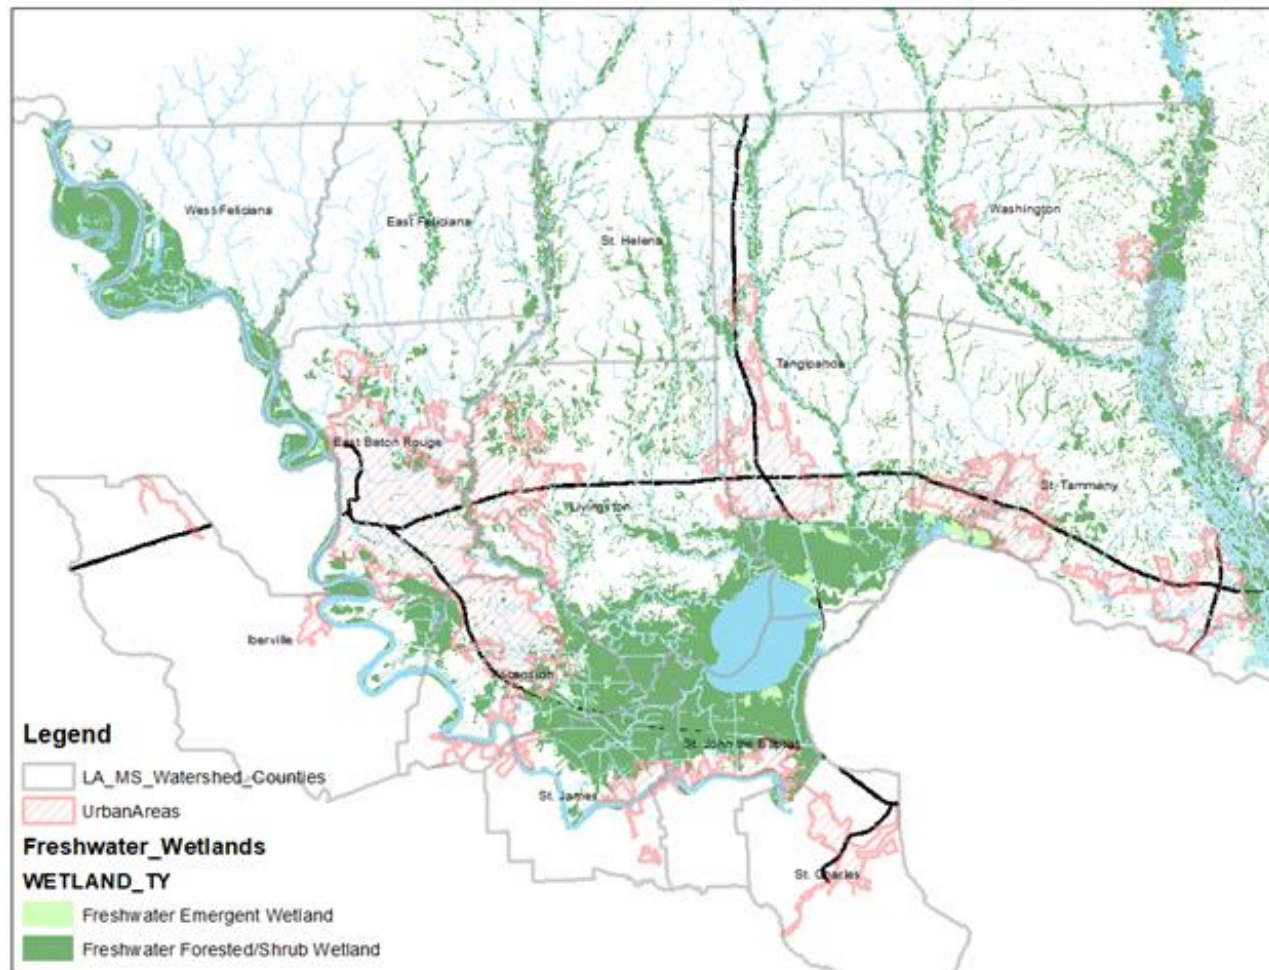 West Feliciana
East Feliciana
St. Helena
Washington
Tangipahoa
East Baton Rouge
Livingston
St. Tammany
Iberville
Ascension
St. John the Baptist
St. James
St. Charles
Legend
LA_MS_Watershed_Counties
UrbanAreas
Freshwater_Wetlands
WETLAND_TY
Freshwater Emergent Wetland
Freshwater Forested/Shrub Wetland